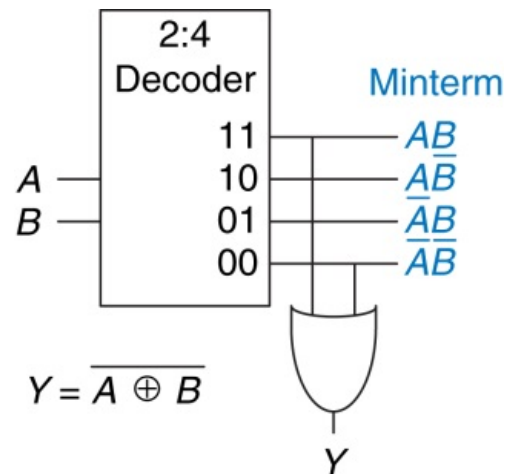 2:4
Decoder
Minterm
11 AB
A 10 AB̅
B 01 A̅B
00 A̅B̅
Y = A̅ ̅⊕̅ ̅B̅
Y